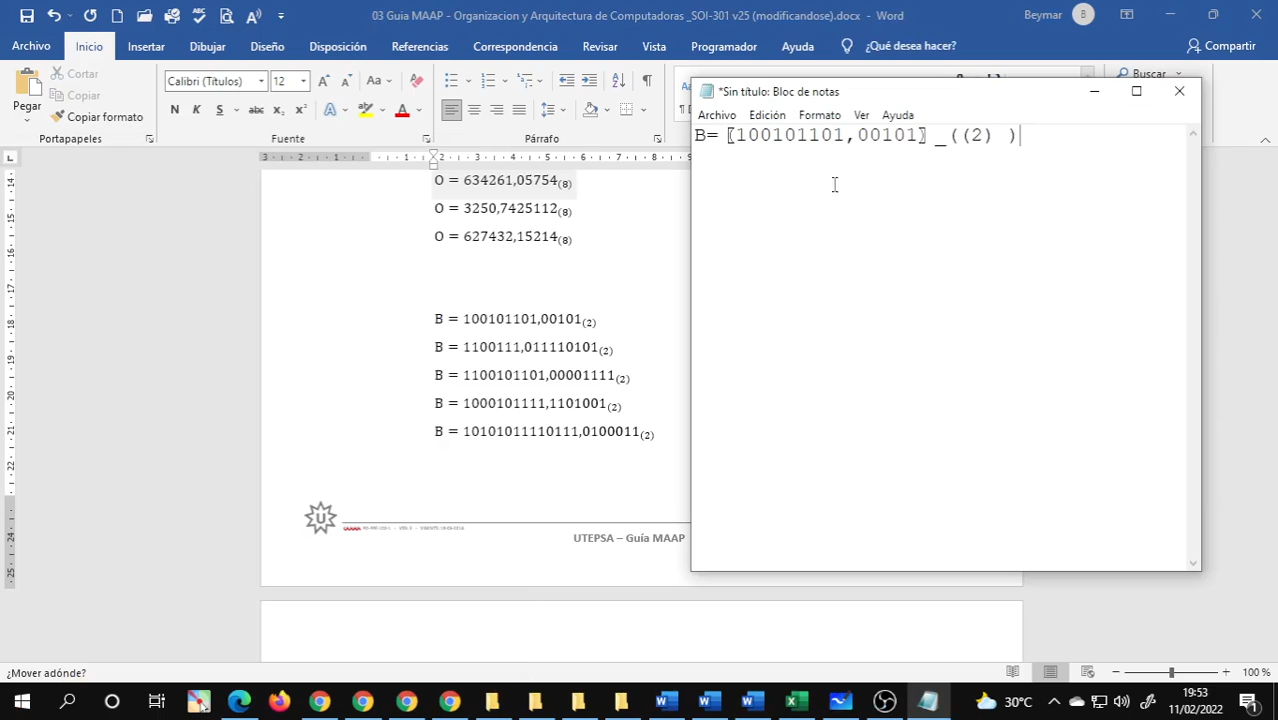 03 Guia MAAP - Organizacion y Arquitectura de Computadoras _SOI-301 v25 (modificandose).docx - Word
Beymar B
Archivo Inicio Insertar Dibujar Diseño Disposición Referencias Correspondencia Revisar Vista Programador Ayuda ¿Qué desea hacer? Compartir
Pegar
Cortar
Copiar
Copiar formato
Portapapeles
Calibri (Títulos) 12
Fuente
Buscar
*Sin título: Bloc de notas
Archivo Edición Formato Ver Ayuda
B= 〖100101101,00101〗 _((2) )
O = 634261,05754(8)
O = 3250,7425112(8)
O = 627432,15214(8)
B = 100101101,00101(2)
B = 1100111,011110101(2)
B = 1100101101,00001111(2)
B = 1000101111,1101001(2)
B = 10101011110111,0100011(2)
UTEPSA – Guía MAAP
¿Mover adónde?
100 %
30°C
19:53
11/02/2022